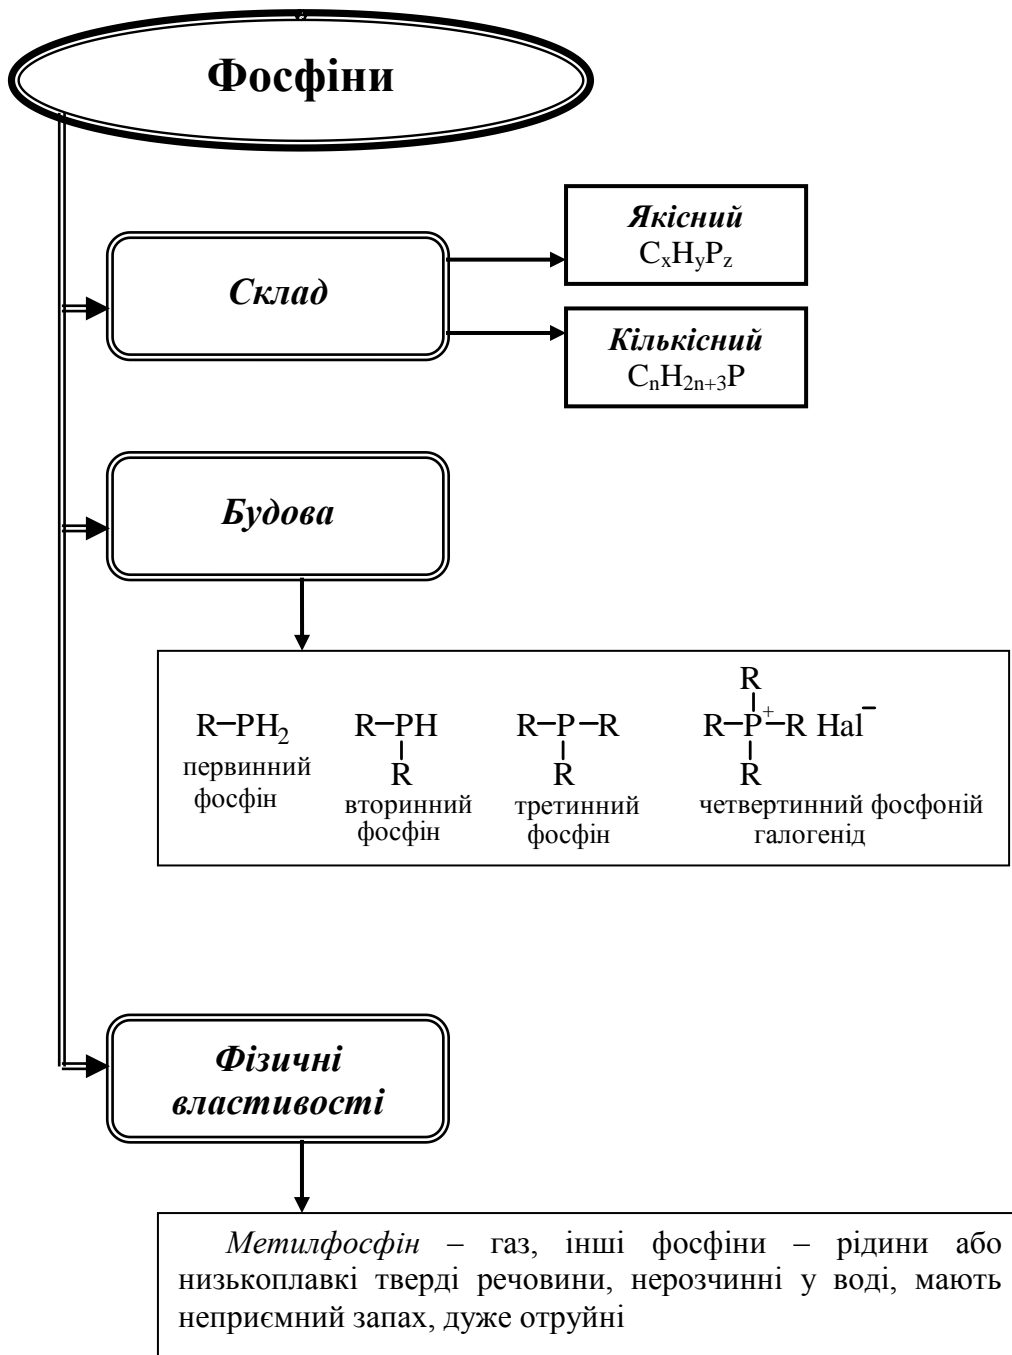 Фосфіни
Якісний
CxHyPz
Склад
Кількісний
CnH2n+3P
Будова
R–PH2
первинний
фосфін
R–PH
R
вторинний
фосфін
R–P–R
R
третинний
фосфін
R
R–P+–R Hal–
R
четвертинний фосфоній
галогенід
Фізичні
властивості
Метилфосфін – газ, інші фосфіни – рідини або
низькоплавкі тверді речовини, нерозчинні у воді, мають
неприємний запах, дуже отруйні